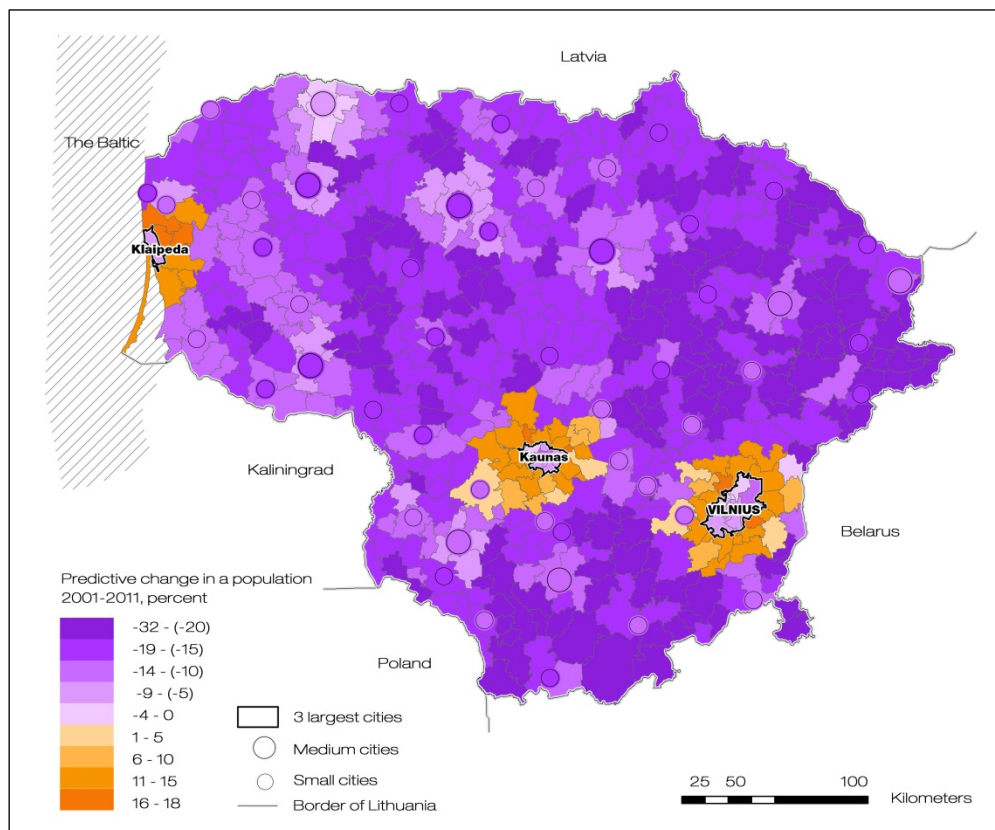 Latvia
The Baltic
Klaipeda
Kaunas
Kaliningrad
VILNIUS
Belarus
Poland
Predictive change in a population
2001-2011, percent
-32 - (-20)
-19 - (-15)
-14 - (-10)
-9 - (-5)
-4 - 0
1 - 5
6 - 10
11 - 15
16 - 18
3 largest cities
Medium cities
Small cities
Border of Lithuania
25 50 100
Kilometers